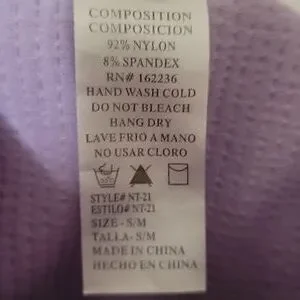 COMPOSITION
COMPOSICION
92% NYLON
8% SPANDEX
RN# 162236
HAND WASH COLD
DO NOT BLEACH
HANG DRY
LAVE FRIO A MANO
NO USAR CLORO
STYLE# NT-21
ESTILO# NT-21
SIZE - S/M
TALLA- S/M
MADE IN CHINA
HECHO EN CHINA